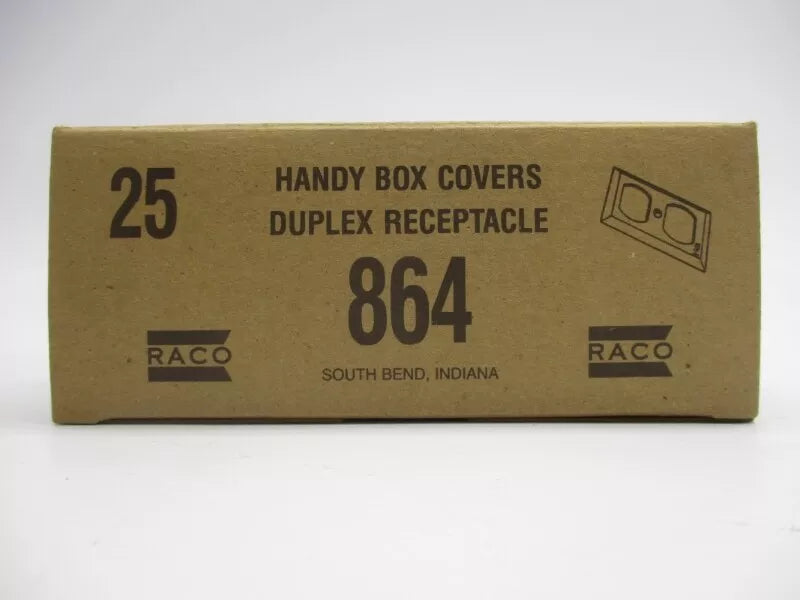 25
HANDY BOX COVERS
DUPLEX RECEPTACLE
864
RACO
SOUTH BEND, INDIANA
RACO